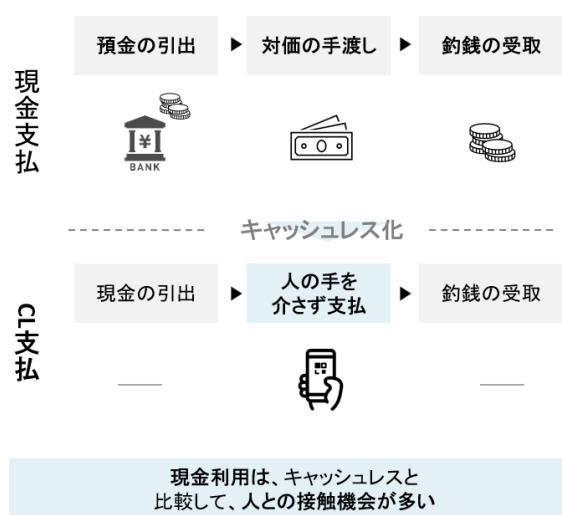 現金支払
預金の引出 ▶ 対価の手渡し ▶ 釣銭の受取
¥
BANK
キャッシュレス化
CL支払
現金の引出 ▶ 人の手を
介さず支払 ▶ 釣銭の受取
現金利用は、キャッシュレスと
比較して、人との接触機会が多い